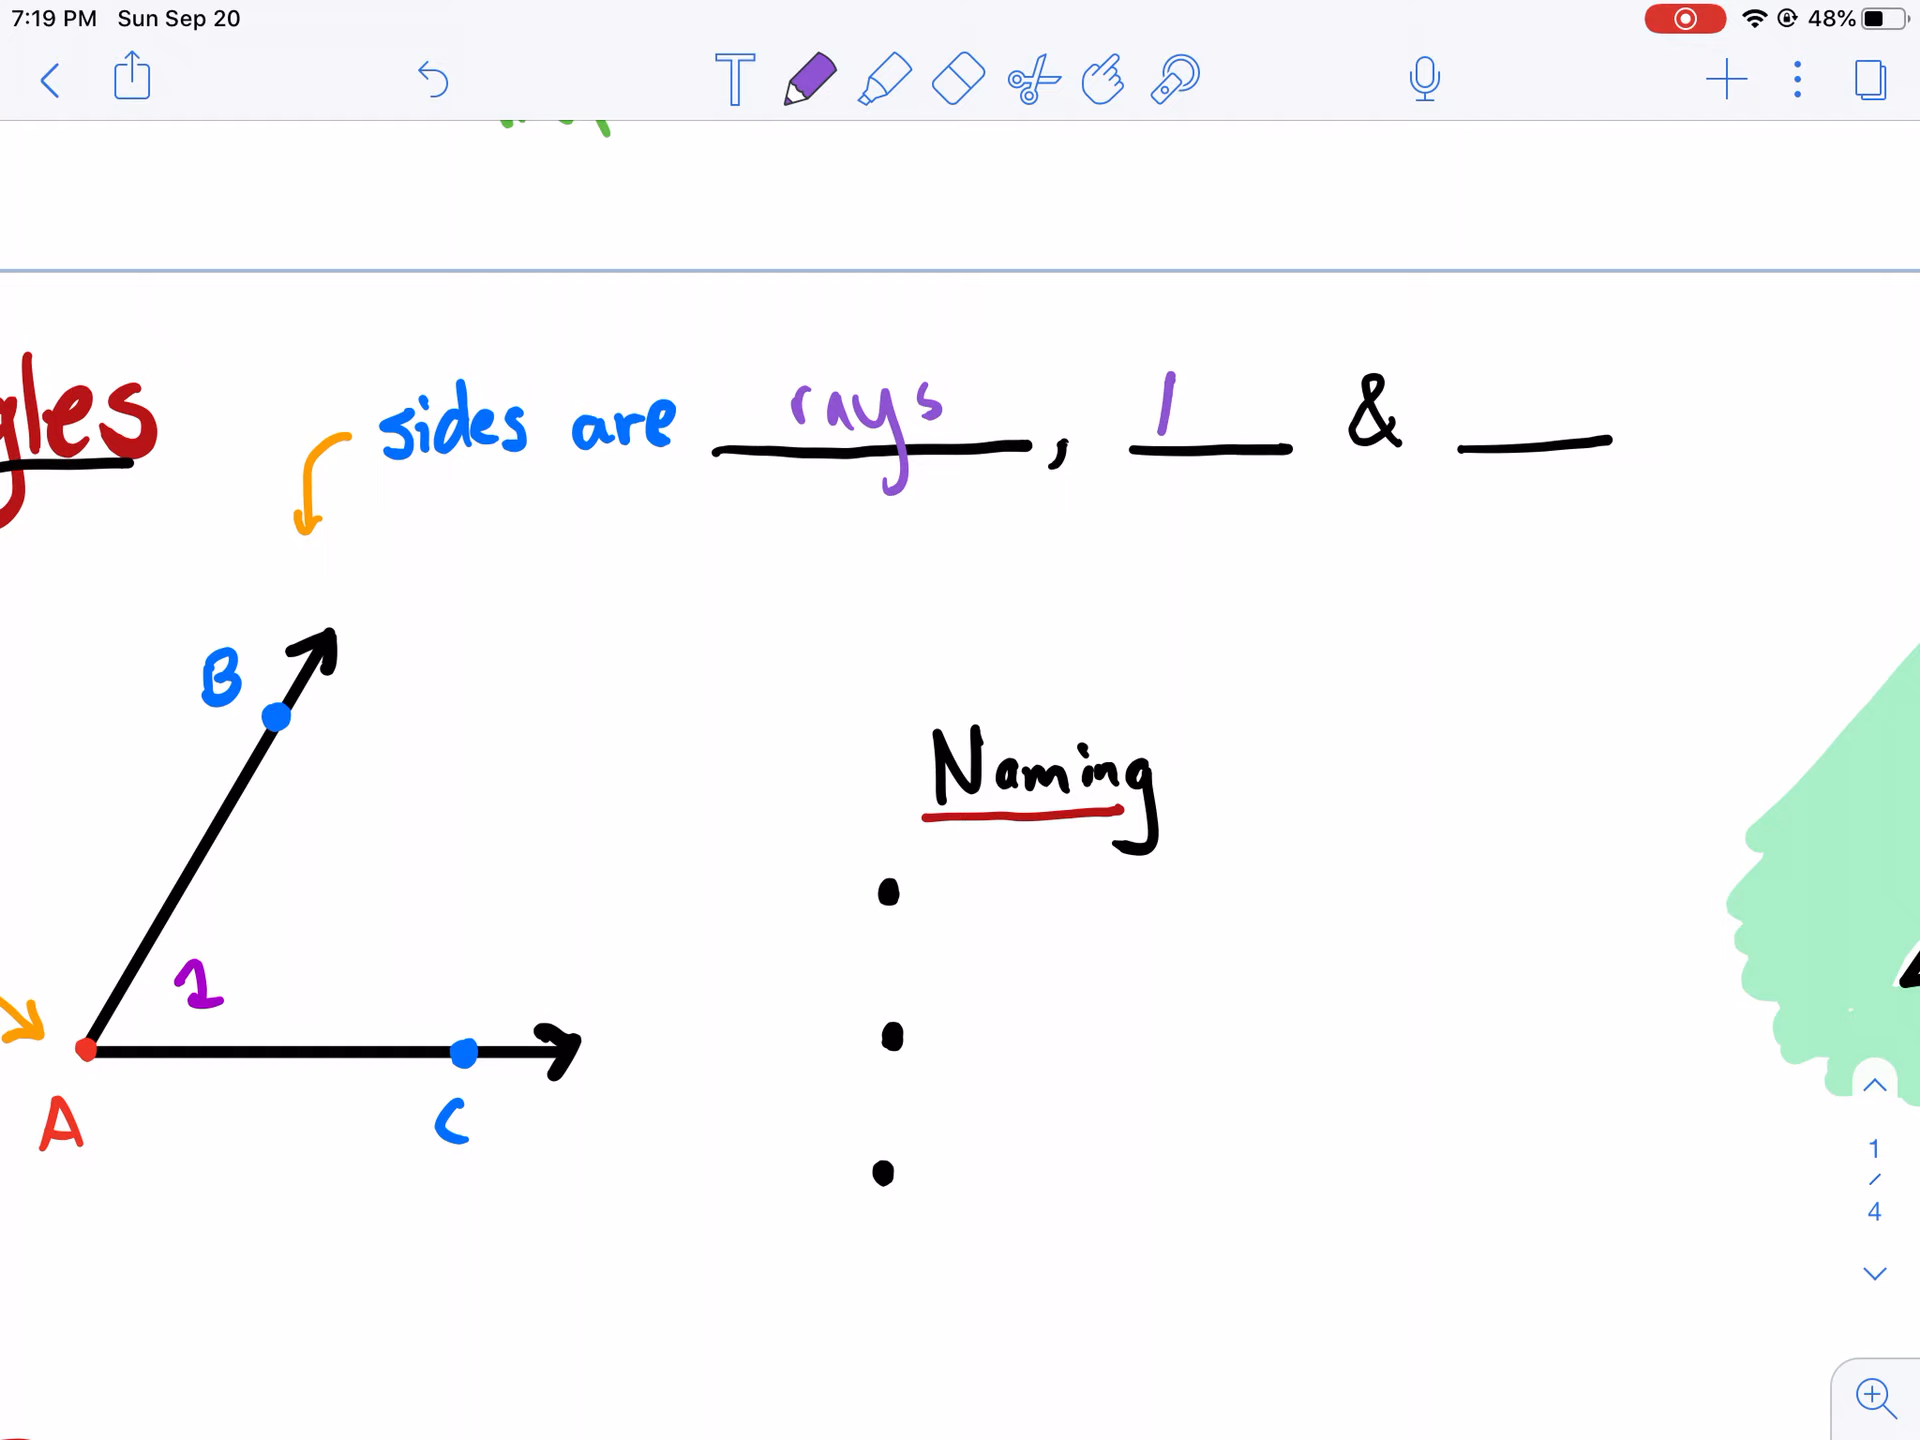 7:19 PM Sun Sep 20
48%
T
gles
sides are rays, &
B
Naming
1
A
C
1
/
4